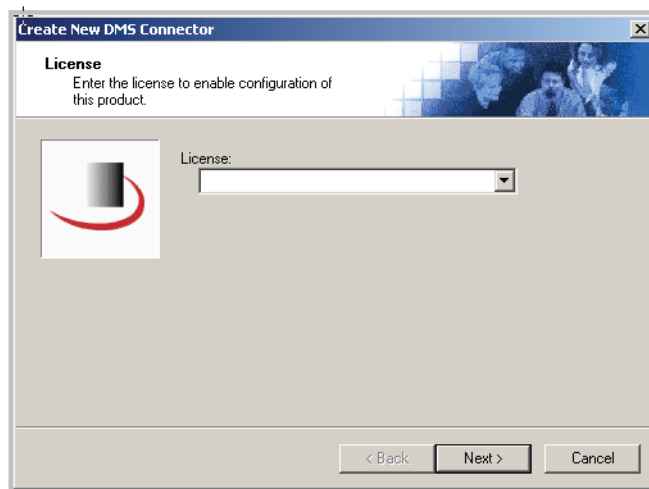 Create New DMS Connector
License
Enter the license to enable configuration of
this product.
License:
< Back
Next >
Cancel